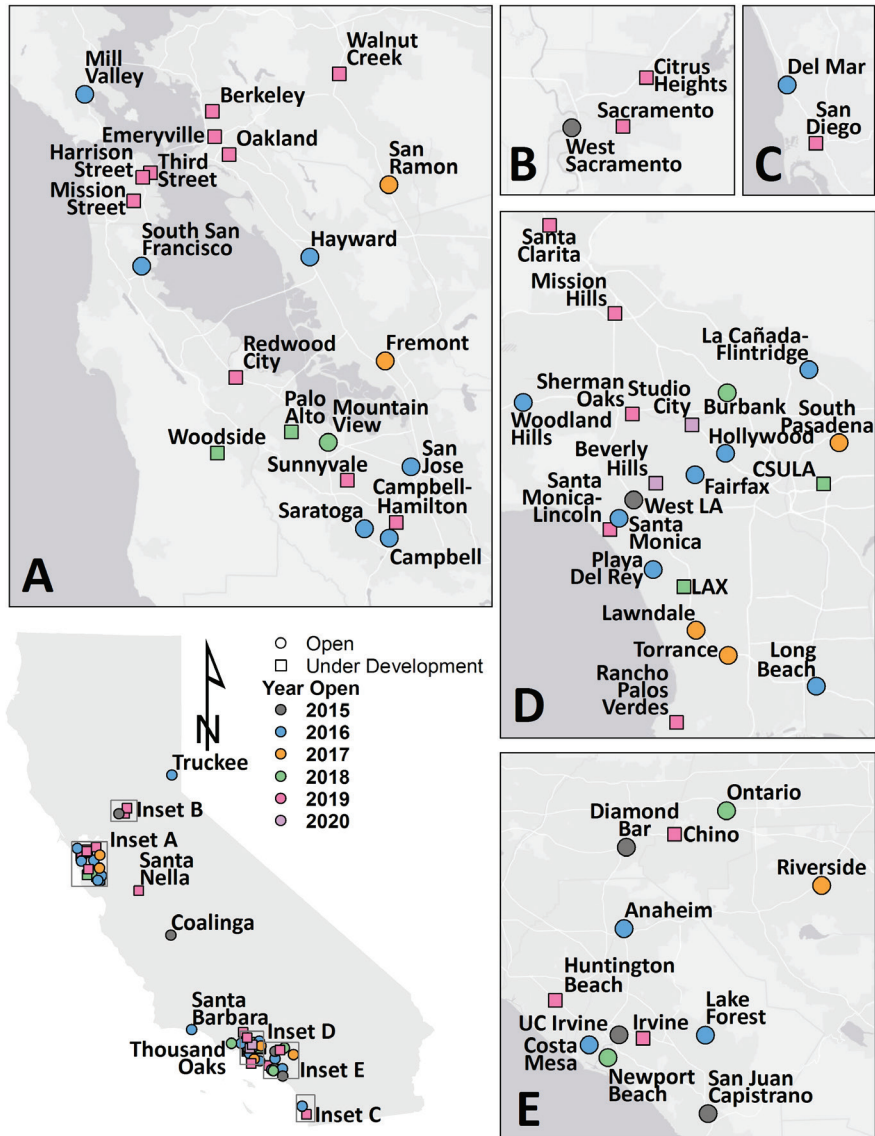 Mill
Valley
Walnut
Creek
Berkeley
Emeryville
Oakland
Harrison
Street
Third
Street
Mission
Street
San
Ramon
South San
Francisco
Hayward
Redwood
City
Fremont
Palo
Alto
Mountain
View
Woodside
Sunnyvale
San
Jose
Campbell-
Hamilton
Saratoga
Campbell
A
Citrus
Heights
Sacramento
West
Sacramento
B
Del Mar
San
Diego
C
Santa
Clarita
Mission
Hills
La Cañada-
Flintridge
Sherman
Oaks
Studio
City
Burbank
South
Pasadena
Woodland
Hills
Hollywood
Beverly
Hills
CSULA
Fairfax
Santa
Monica-
Lincoln
West LA
Santa
Monica
Playa
Del Rey
LAX
Lawndale
Torrance
Long
Beach
Rancho
Palos
Verdes
D
N
Open
Under Development
Year Open
2015
2016
2017
2018
2019
2020
Truckee
Inset B
Inset A
Santa
Nella
Coalinga
Santa
Barbara
Inset D
Thousand
Oaks
Inset E
Inset C
Ontario
Diamond
Bar
Chino
Riverside
Anaheim
Huntington
Beach
UC Irvine
Irvine
Lake
Forest
Costa
Mesa
Newport
Beach
San Juan
Capistrano
E